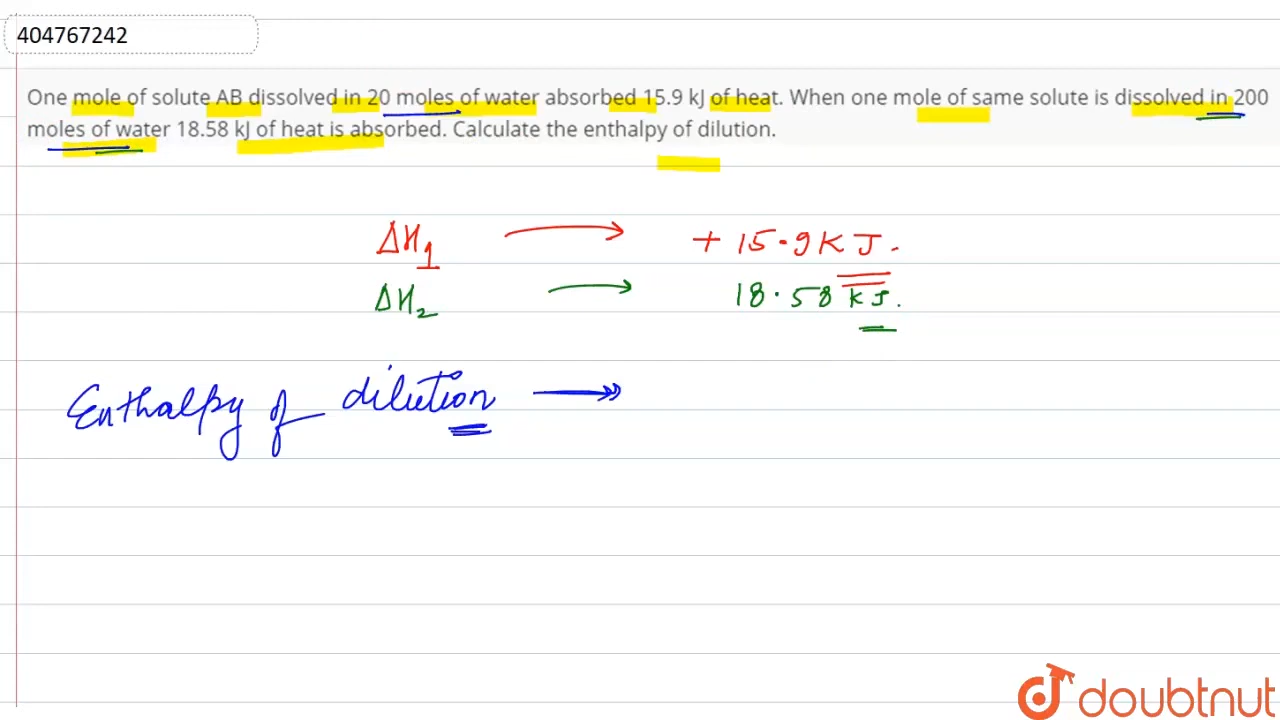 404767242
One mole of solute AB dissolved in 20 moles of water absorbed 15.9 kJ of heat. When one mole of same solute is dissolved in 200
moles of water 18.58 kJ of heat is absorbed. Calculate the enthalpy of dilution.
ΔH₁ → + 15.9 KJ.
ΔH₂ → 18.58 KJ.
Enthalpy of dilution →
doubtnut